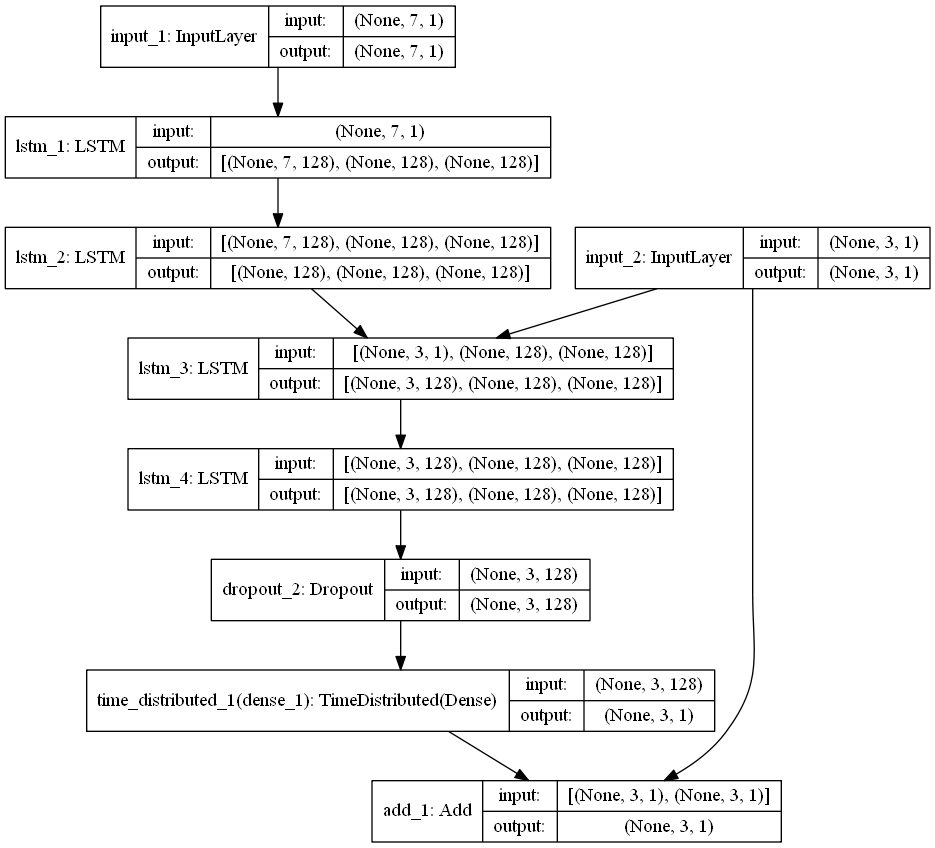 input_1: InputLayer
input: (None, 7, 1)
output: (None, 7, 1)
lstm_1: LSTM
input: (None, 7, 1)
output: [(None, 7, 128), (None, 128), (None, 128)]
lstm_2: LSTM
input: [(None, 7, 128), (None, 128), (None, 128)]
output: [(None, 128), (None, 128), (None, 128)]
input_2: InputLayer
input: (None, 3, 1)
output: (None, 3, 1)
lstm_3: LSTM
input: [(None, 3, 1), (None, 128), (None, 128)]
output: [(None, 3, 128), (None, 128), (None, 128)]
lstm_4: LSTM
input: [(None, 3, 128), (None, 128), (None, 128)]
output: [(None, 3, 128), (None, 128), (None, 128)]
dropout_2: Dropout
input: (None, 3, 128)
output: (None, 3, 128)
time_distributed_1(dense_1): TimeDistributed(Dense)
input: (None, 3, 128)
output: (None, 3, 1)
add_1: Add
input: [(None, 3, 1), (None, 3, 1)]
output: (None, 3, 1)